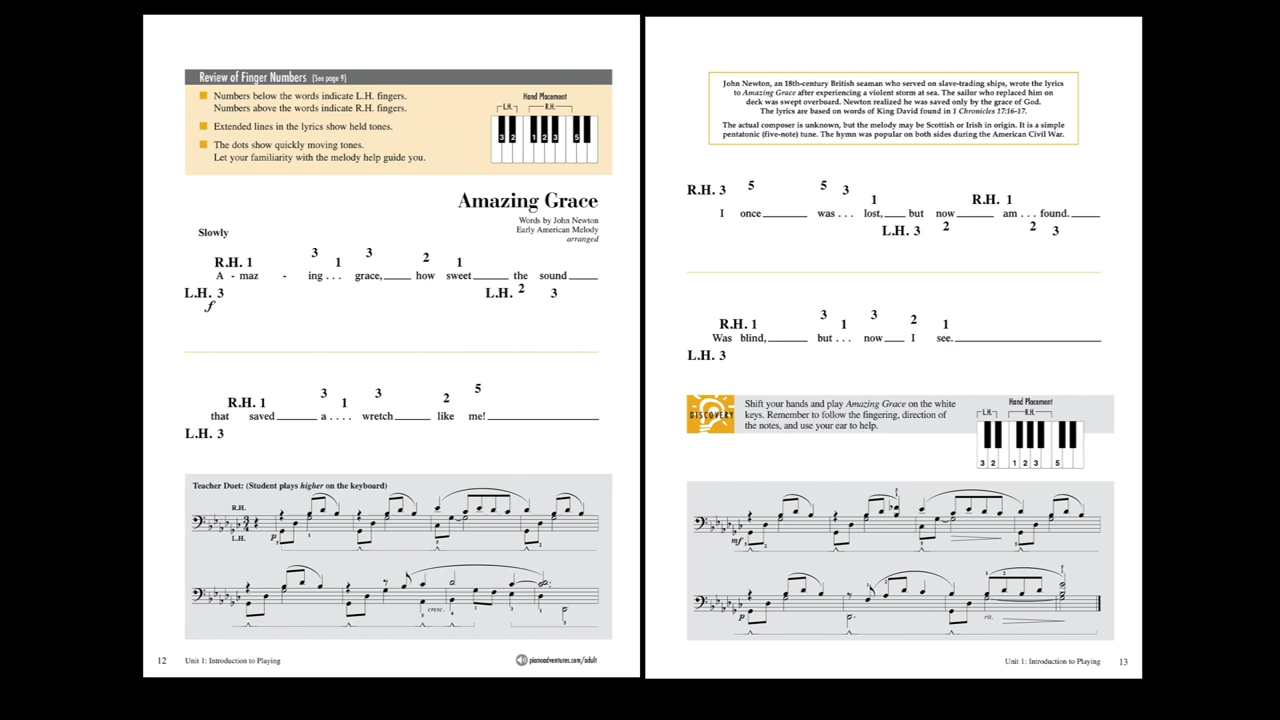 Review of Finger Numbers (See page 9)
Numbers below the words indicate L.H. fingers.
Numbers above the words indicate R.H. fingers.
Extended lines in the lyrics show held tones.
The dots show quickly moving tones.
Let your familiarity with the melody help guide you.
Hand Placement
L.H. R.H.
3 2 1 2 3 5
Amazing Grace
Words by John Newton
Early American Melody
arranged
Slowly
R.H. 1 3 1 3 2 1
A - maz - ing . . . grace, how sweet the sound
L.H. 3 L.H. 2 3
f
R.H. 1 3 1 3 2 5
that saved a . . . . wretch like me!
L.H. 3
Teacher Duet: (Student plays higher on the keyboard)
R.H.
L.H.
3
4
p
cresc.
12 Unit 1: Introduction to Playing
pianoadventures.com/adult
John Newton, an 18th-century British seaman who served on slave-trading ships, wrote the lyrics
to Amazing Grace after experiencing a violent storm at sea. The sailor who replaced him on
deck was swept overboard. Newton realized he was saved only by the grace of God.
The lyrics are based on words of King David found in 1 Chronicles 17:16-17.
The actual composer is unknown, but the melody may be Scottish or Irish in origin. It is a simple
pentatonic (five-note) tune. The hymn was popular on both sides during the American Civil War.
R.H. 3 5 5 3 1 R.H. 1
I once was . . . lost, but now am . . . found.
L.H. 3 2 2 3
R.H. 1 3 1 3 2 1
Was blind, but . . . now I see.
L.H. 3
DISCOVERY
Shift your hands and play Amazing Grace on the white
keys. Remember to follow the fingering, direction of
the notes, and use your ear to help.
Hand Placement
L.H. R.H.
3 2 1 2 3 5
mf
p
rit.
Unit 1: Introduction to Playing 13